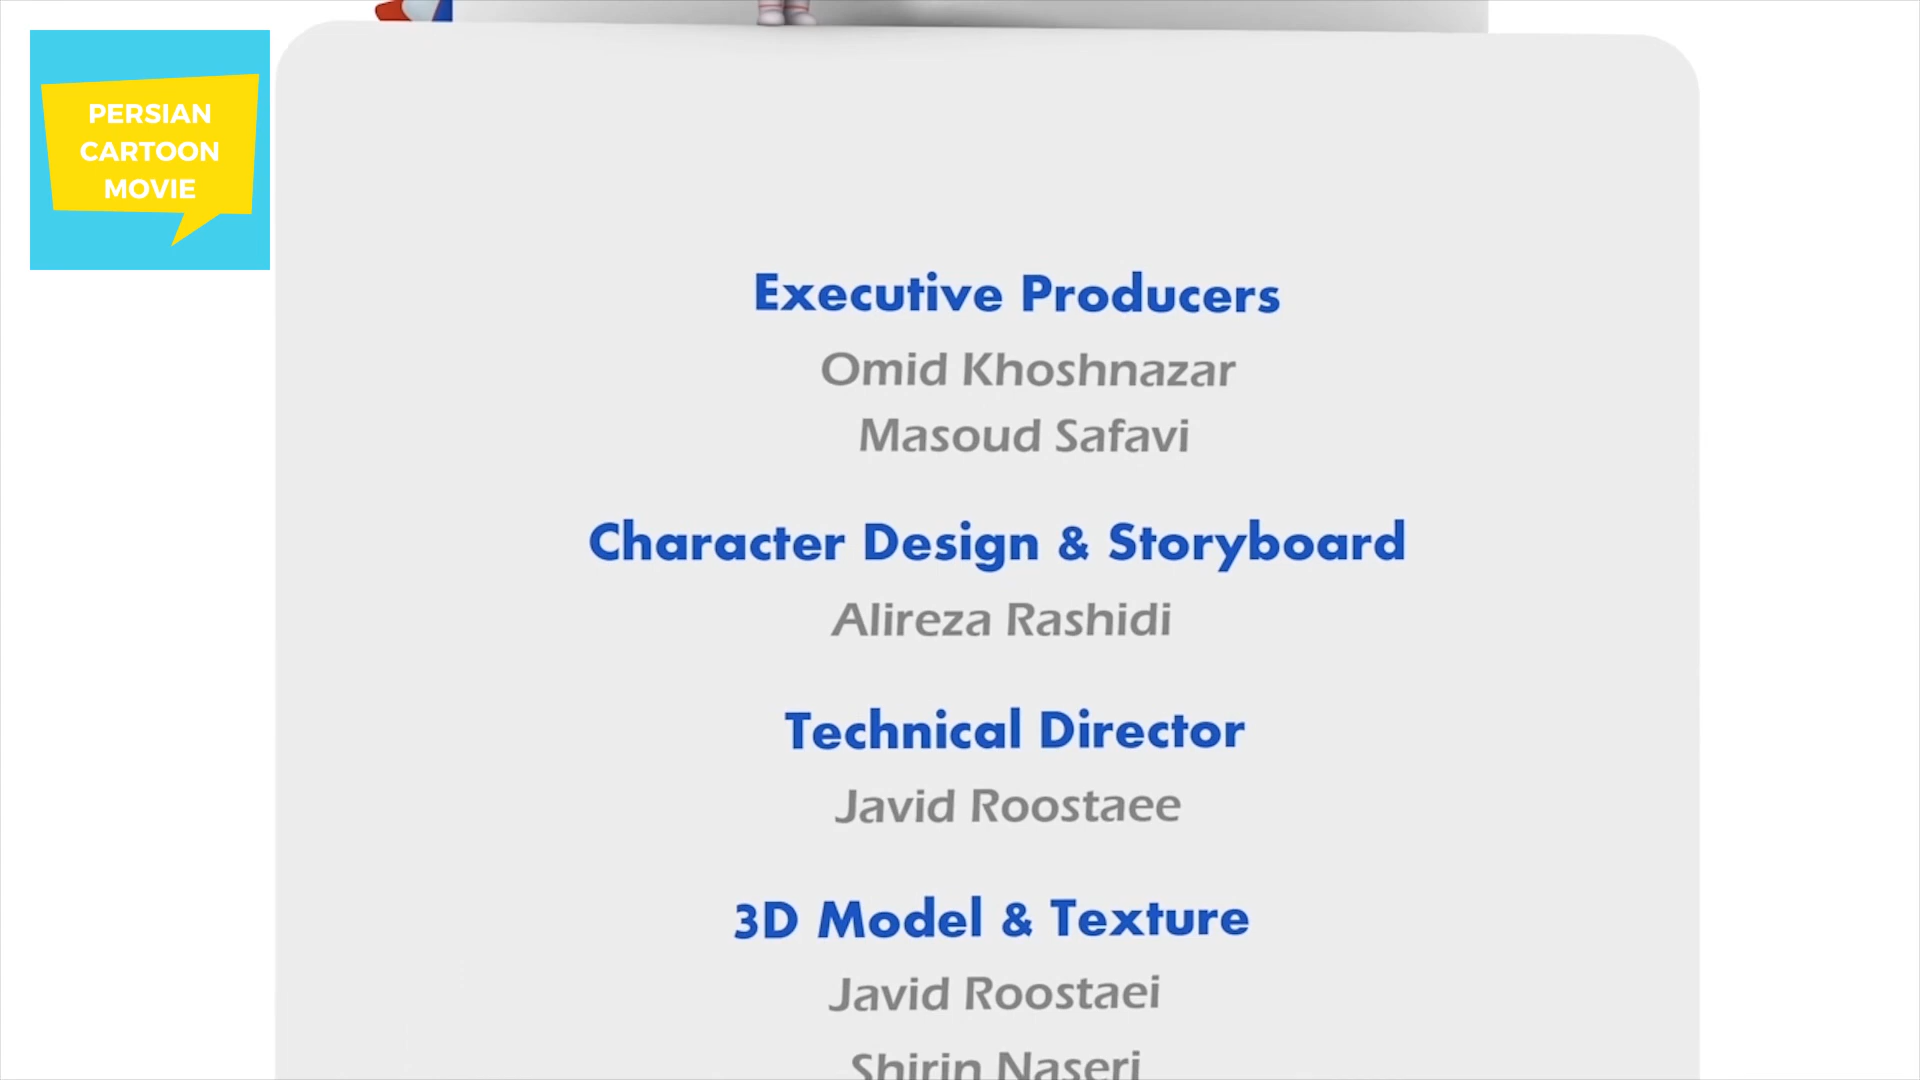 PERSIAN
CARTOON
MOVIE
Executive Producers
Omid Khoshnazar
Masoud Safavi
Character Design & Storyboard
Alireza Rashidi
Technical Director
Javid Roostaee
3D Model & Texture
Javid Roostaei
Shirin Naseri